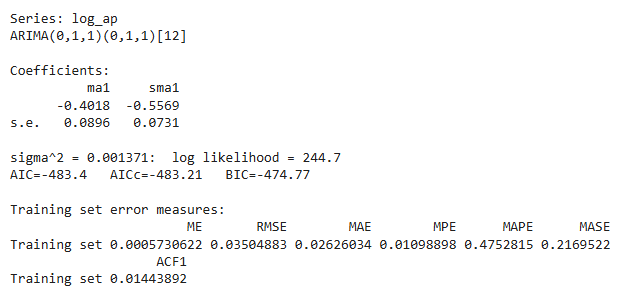 Series: log_ap
ARIMA(0,1,1)(0,1,1)[12]
Coefficients:
ma1 sma1
-0.4018 -0.5569
s.e. 0.0896 0.0731
sigma^2 = 0.001371: log likelihood = 244.7
AIC=-483.4 AICc=-483.21 BIC=-474.77
Training set error measures:
ME RMSE MAE MPE MAPE MASE
Training set 0.0005730622 0.03504883 0.02626034 0.01098898 0.4752815 0.2169522
ACF1
Training set 0.01443892